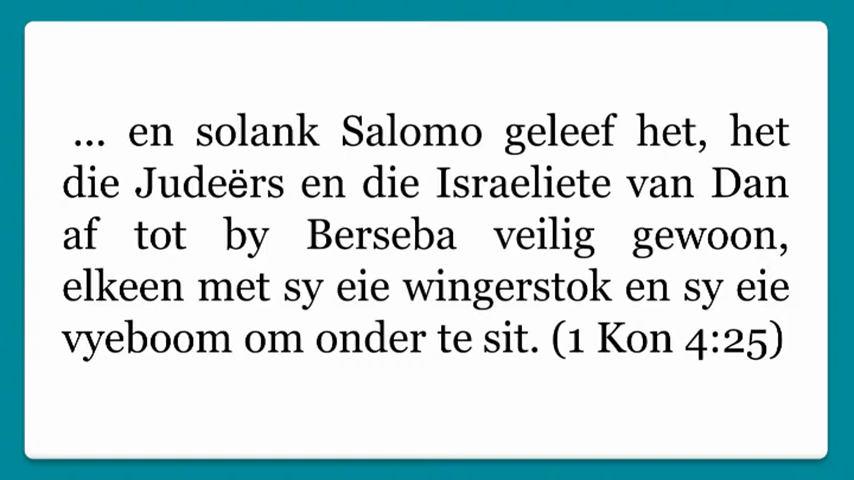 ... en solank Salomo geleef het, het
die Judeërs en die Israeliete van Dan
af tot by Berseba veilig gewoon,
elkeen met sy eie wingerstok en sy eie
vyeboom om onder te sit. (1 Kon 4:25)